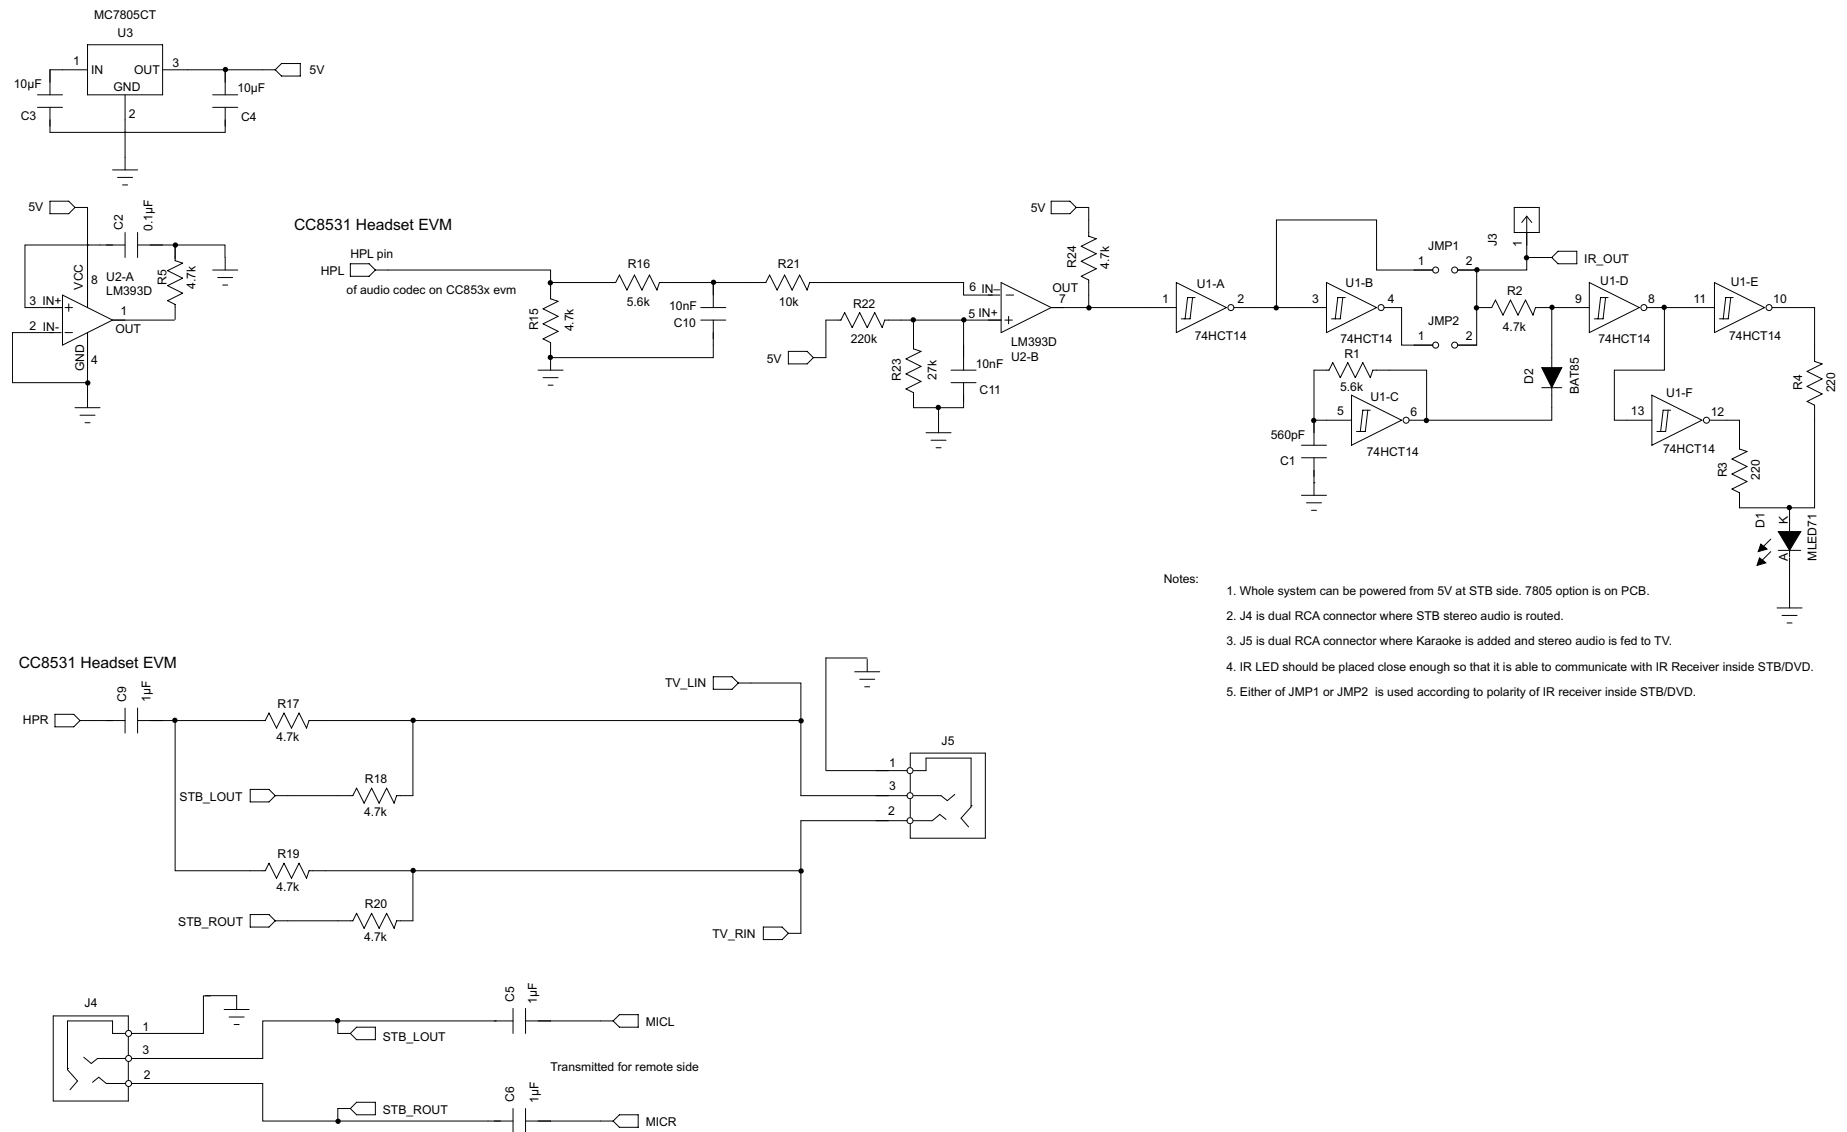 MC7805CT
U3
1
IN
OUT
3
GND
2
10µF
C3
10µF
C4
5V
5V
C2
0.1µF
VCC
8
U2-A
LM393D
R5
4.7k
3
IN+
2
IN-
1
OUT
GND
4
CC8531 Headset EVM
HPL pin
HPL
of audio codec on CC853x evm
R15
4.7k
R16
5.6k
10nF
C10
R21
10k
R22
220k
5V
R23
27k
10nF
C11
6
IN-
5
IN+
OUT
7
LM393D
U2-B
5V
R24
4.7k
1
U1-A
2
74HCT14
3
U1-B
4
74HCT14
JMP1
1
2
JMP2
1
2
J3
1
IR_OUT
R2
4.7k
R1
5.6k
5
U1-C
6
74HCT14
560pF
C1
D2
BAT85
9
U1-D
8
74HCT14
11
U1-E
10
74HCT14
13
U1-F
12
74HCT14
R4
220
R3
220
D1
K
A
MLED71
Notes:
1. Whole system can be powered from 5V at STB side. 7805 option is on PCB.
2. J4 is dual RCA connector where STB stereo audio is routed.
3. J5 is dual RCA connector where Karaoke is added and stereo audio is fed to TV.
4. IR LED should be placed close enough so that it is able to communicate with IR Receiver inside STB/DVD.
5. Either of JMP1 or JMP2 is used according to polarity of IR receiver inside STB/DVD.
CC8531 Headset EVM
HPR
C9
1µF
R17
4.7k
STB_LOUT
R18
4.7k
R19
4.7k
STB_ROUT
R20
4.7k
TV_LIN
TV_RIN
J5
1
3
2
J4
1
3
2
STB_LOUT
C5
1µF
MICL
Transmitted for remote side
STB_ROUT
C6
1µF
MICR